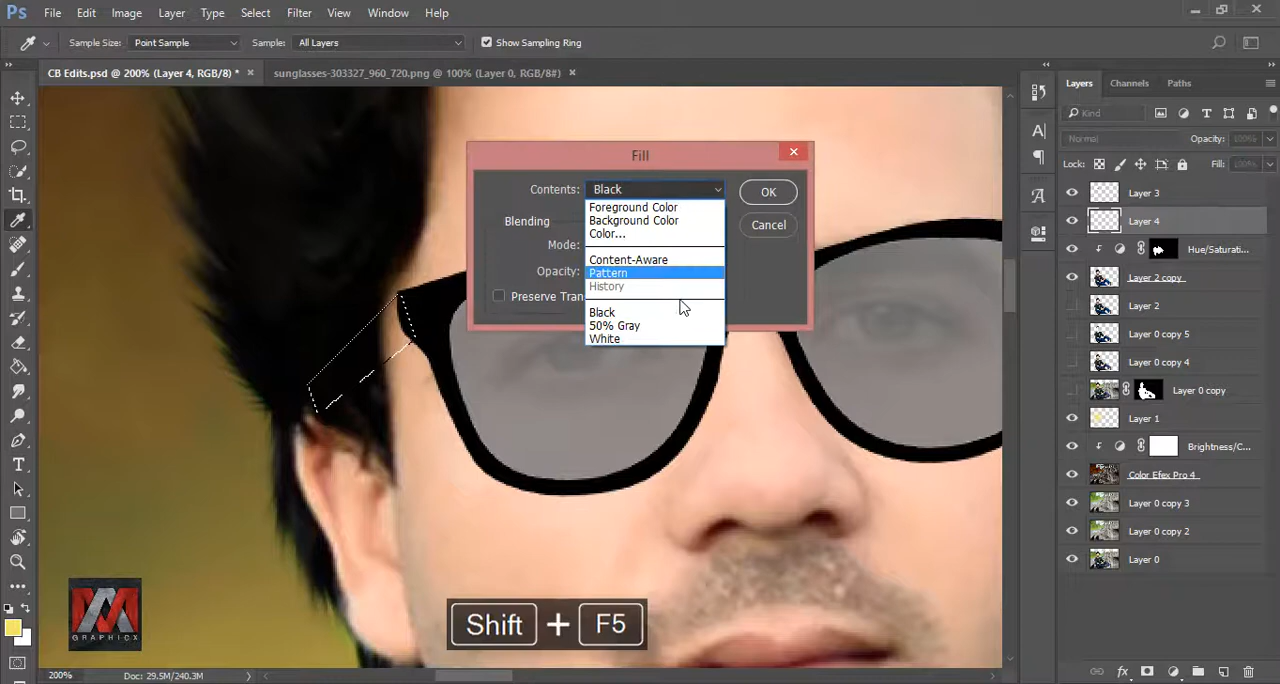 Ps File Edit Image Layer Type Select Filter View Window Help
Sample Size: Point Sample Sample: All Layers Show Sampling Ring
CB Edits.psd @ 200% (Layer 4, RGB/8) * × sunglasses-303327_960_720.png @ 100% (Layer 0, RGB/8#) ×
Layers Channels Paths
Kind
Normal Opacity: 100%
Lock: Fill: 100%
Layer 3
Layer 4
Hue/Saturati...
Layer 2 copy
Layer 2
Layer 0 copy 5
Layer 0 copy 4
Layer 0 copy
Layer 1
Brightness/C...
Color Efex Pro 4
Layer 0 copy 3
Layer 0 copy 2
Layer 0
Fill
Contents: Black
OK
Cancel
Foreground Color
Background Color
Color...
Content-Aware
Pattern
History
Black
50% Gray
White
Blending
Mode:
Opacity:
Preserve Tran
GRAPHICX
Shift + F5
200% Doc: 29.5M/240.3M